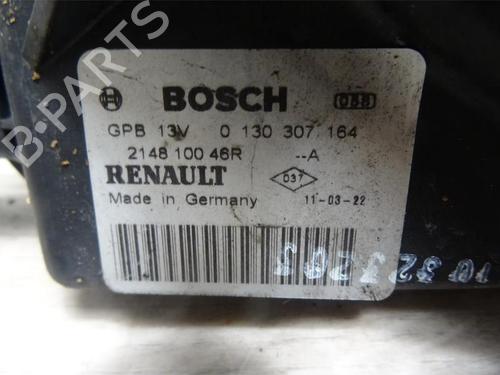 B-PARTS
BOSCH 088
GPB 13V 0 130 307 164
2148 100 46R --A
RENAULT 037
Made in Germany 11-03-22